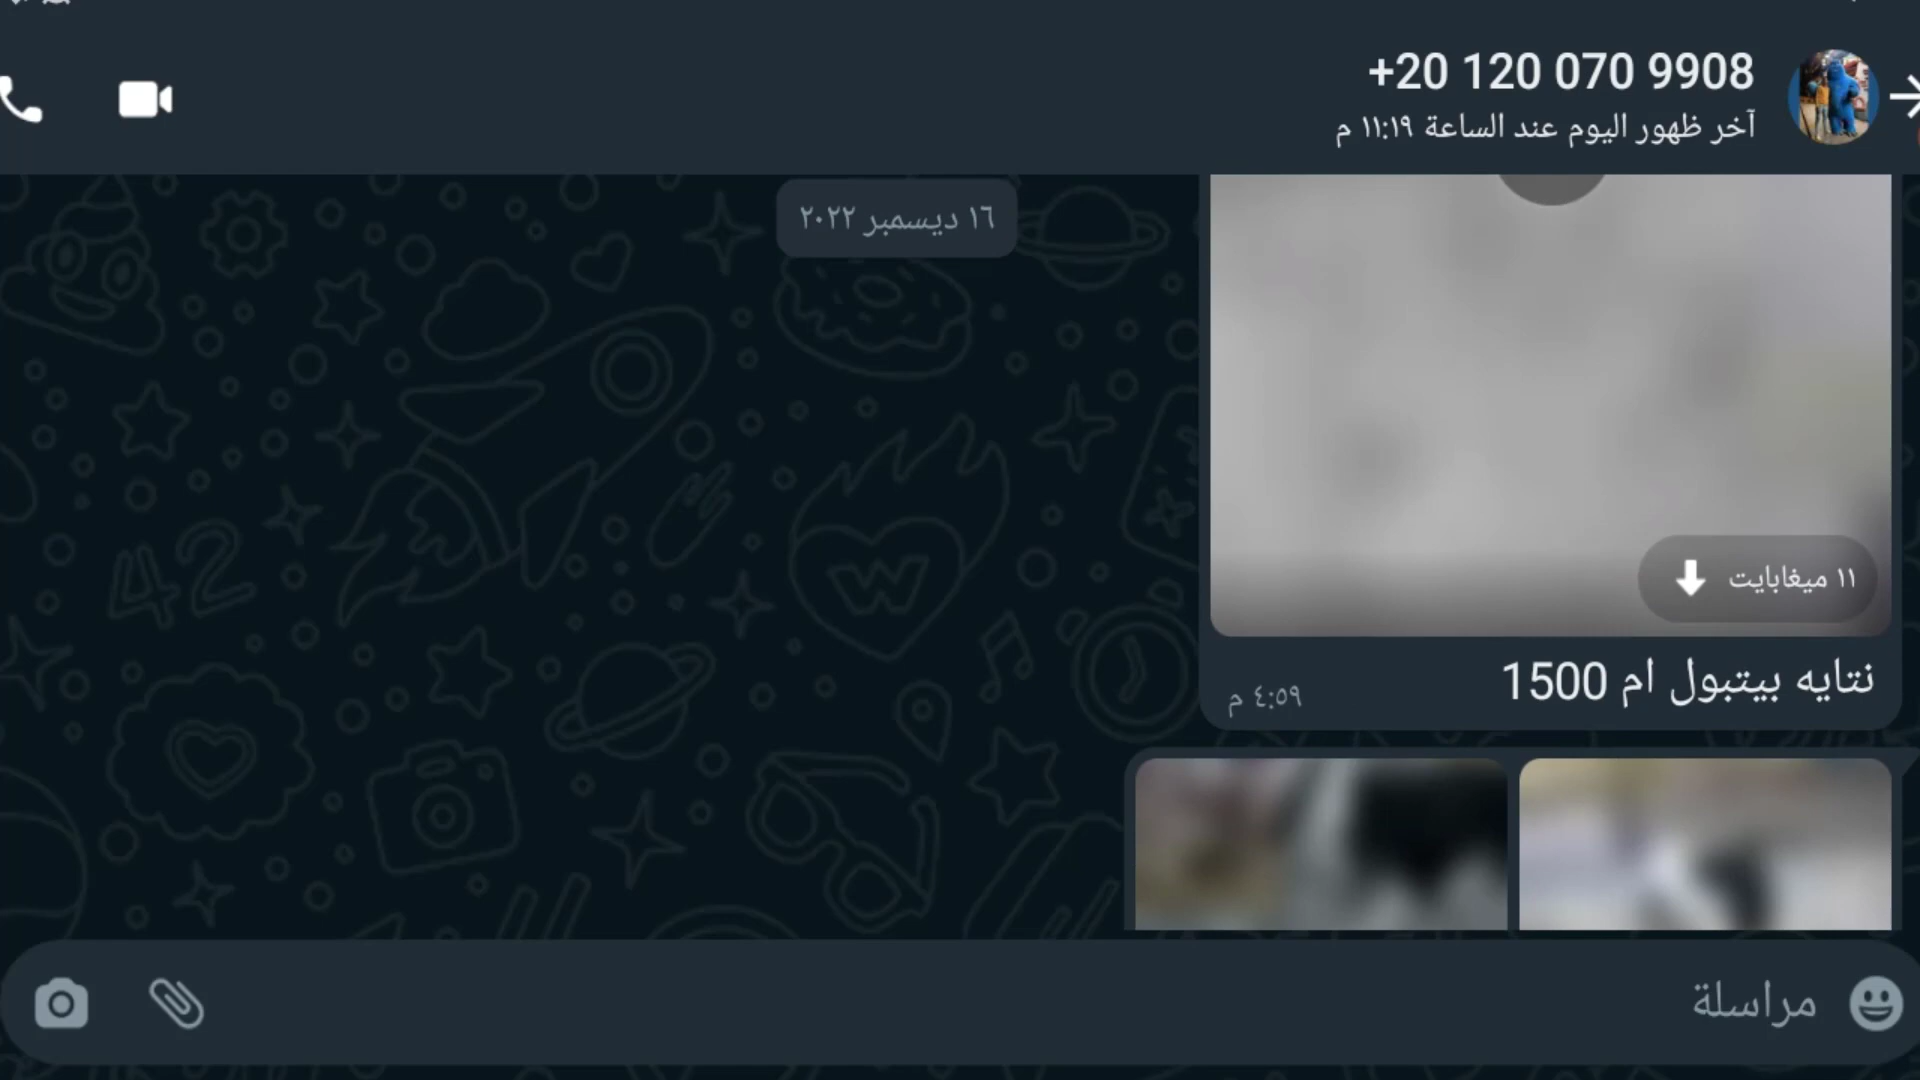 +20 120 070 9908
آخر ظهور اليوم عند الساعة ١١:١٩ م
١٦ ديسمبر ٢٠٢٢
١١ ميغابايت
نتايه بيتبول ام 1500
٤:٥٩ م
مراسلة